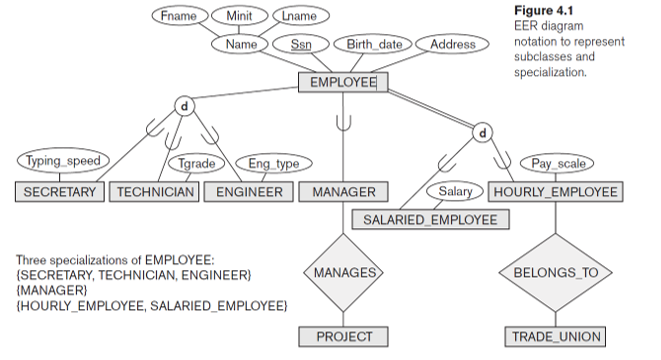 Fname
Minit
Lname
Figure 4.1
EER diagram
notation to represent
subclasses and
specialization.
Name
Ssn
Birth_date
Address
EMPLOYEE
d
d
Typing_speed
Tgrade
Eng_type
Pay_scale
SECRETARY
TECHNICIAN
ENGINEER
MANAGER
Salary
HOURLY_EMPLOYEE
SALARIED_EMPLOYEE
Three specializations of EMPLOYEE:
{SECRETARY, TECHNICIAN, ENGINEER}
{MANAGER}
{HOURLY_EMPLOYEE, SALARIED_EMPLOYEE}
MANAGES
BELONGS_TO
PROJECT
TRADE_UNION